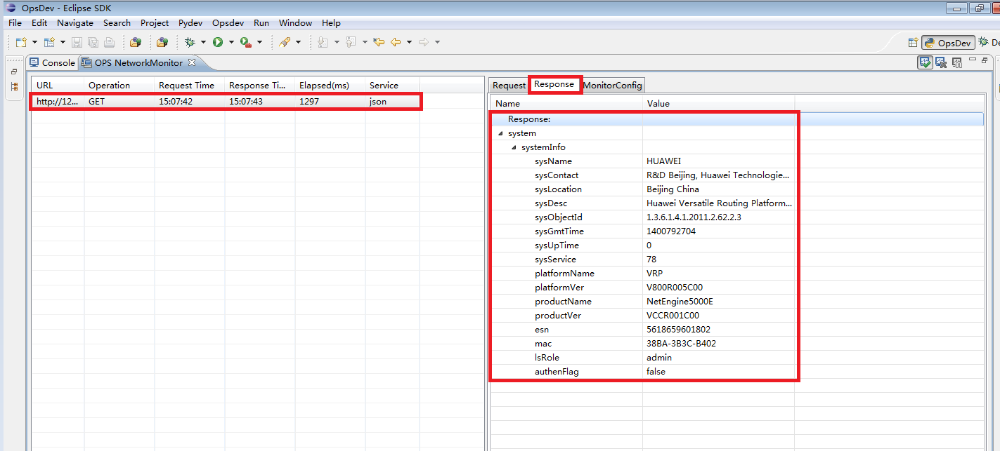 OpsDev - Eclipse SDK
File Edit Navigate Search Project Pydev Opsdev Run Window Help
OpsDev De
Console OPS NetworkMonitor
URL Operation Request Time Response Ti... Elapsed(ms) Service
http://12... GET 15:07:42 15:07:43 1297 json
Request Response MonitorConfig
Name Value
Response:
system
systemInfo
sysName HUAWEI
sysContact R&D Beijing, Huawei Technologie...
sysLocation Beijing China
sysDesc Huawei Versatile Routing Platform...
sysObjectId 1.3.6.1.4.1.2011.2.62.2.3
sysGmtTime 1400792704
sysUpTime 0
sysService 78
platformName VRP
platformVer V800R005C00
productName NetEngine5000E
productVer VCCR001C00
esn 5618659601802
mac 38BA-3B3C-B402
lsRole admin
authenFlag false